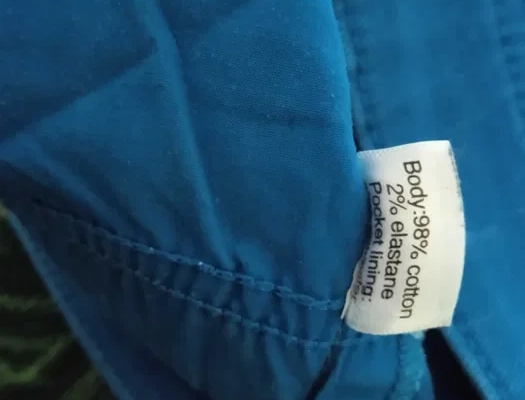 Body:98% cotton
2% elastane
Pocket lining: